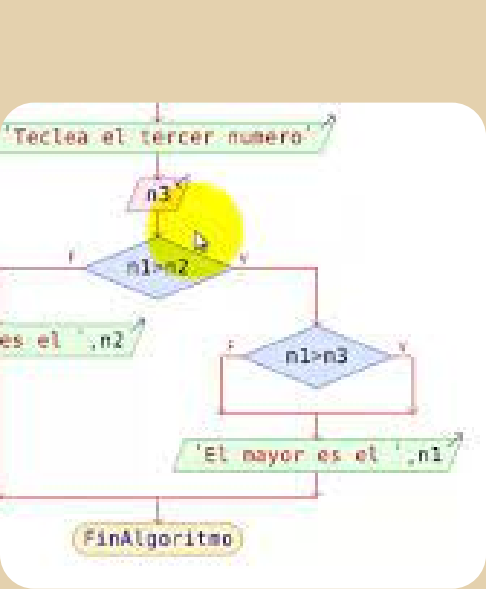 'Teclea el tercer numero'
n3
n1>n2
F
V
es el ',n2
n1>n3
F
V
'El mayor es el ',n1
FinAlgoritmo